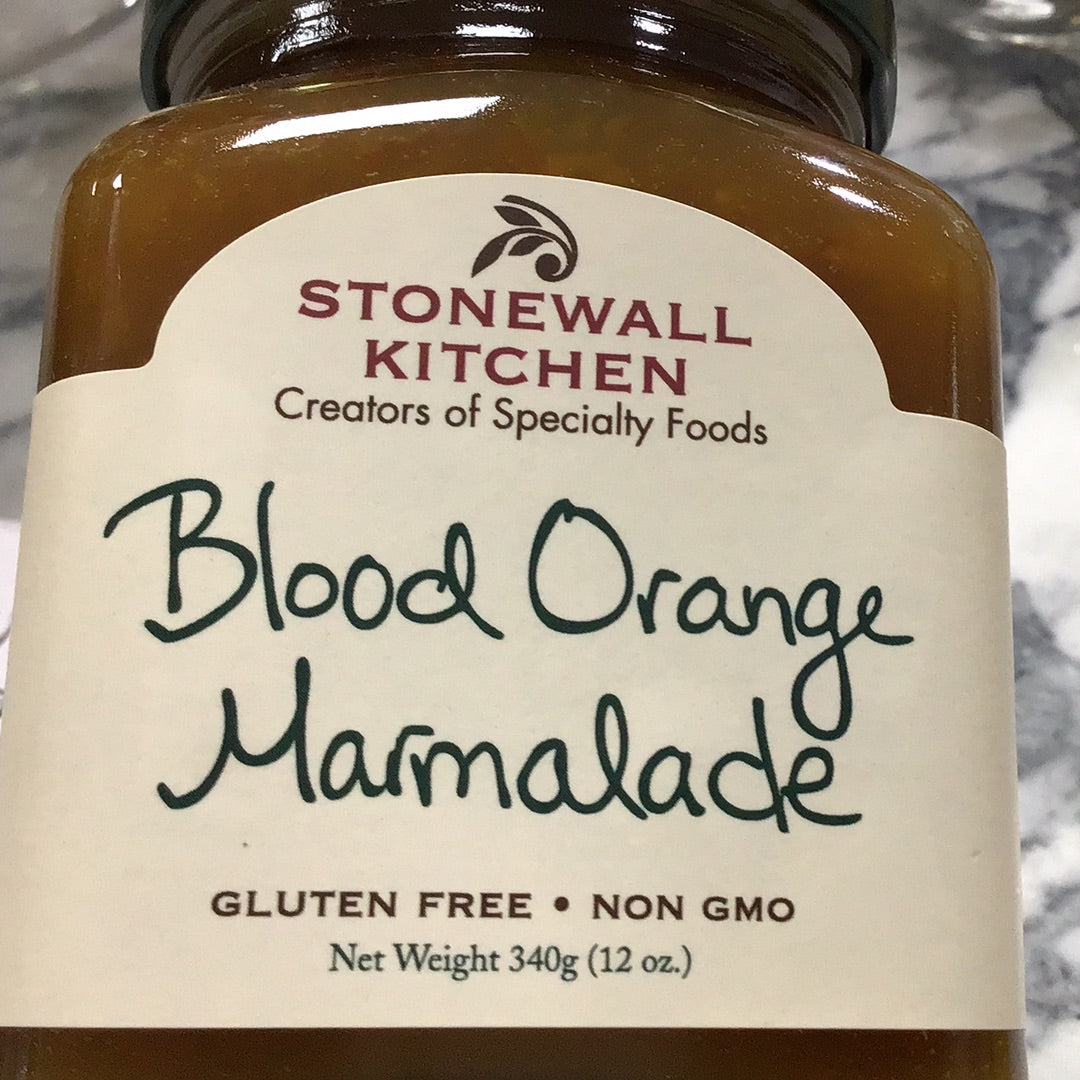 STONEWALL
KITCHEN
Creators of Specialty Foods
Blood Orange
Marmalade
GLUTEN FREE • NON GMO
Net Weight 340g (12 oz.)